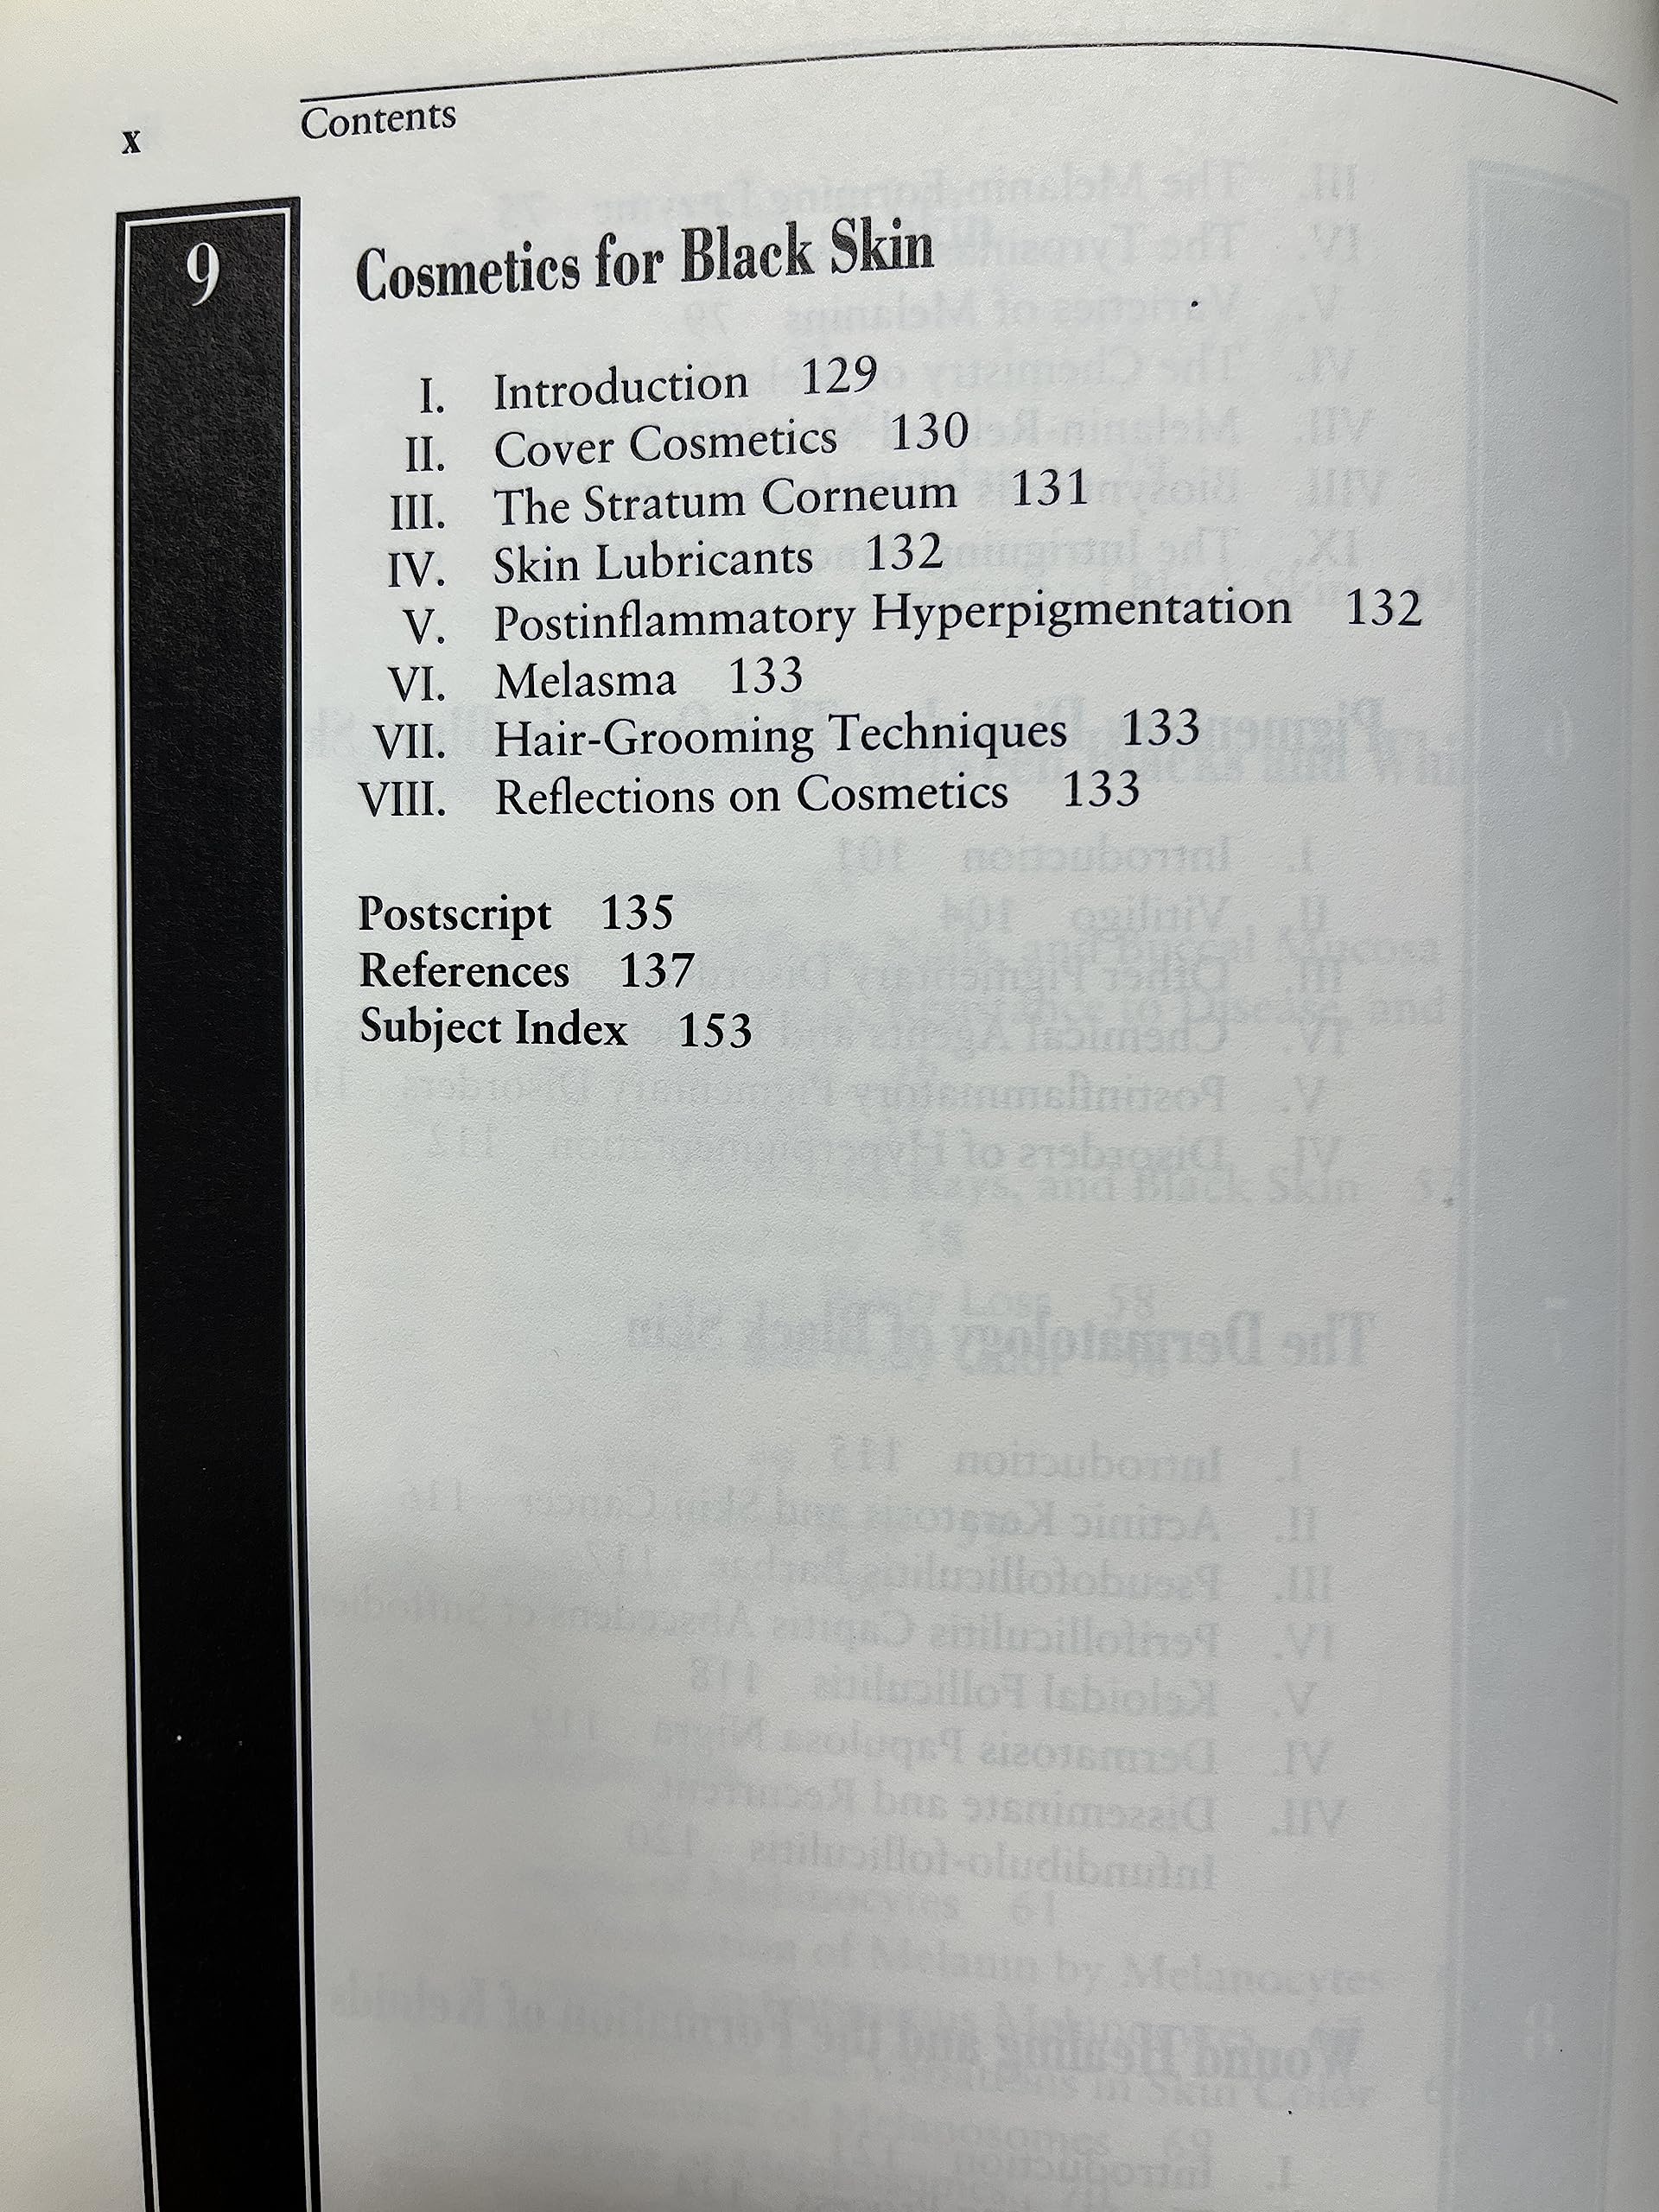 x Contents
9 Cosmetics for Black Skin
I. Introduction 129
II. Cover Cosmetics 130
III. The Stratum Corneum 131
IV. Skin Lubricants 132
V. Postinflammatory Hyperpigmentation 132
VI. Melasma 133
VII. Hair-Grooming Techniques 133
VIII. Reflections on Cosmetics 133
Postscript 135
References 137
Subject Index 153